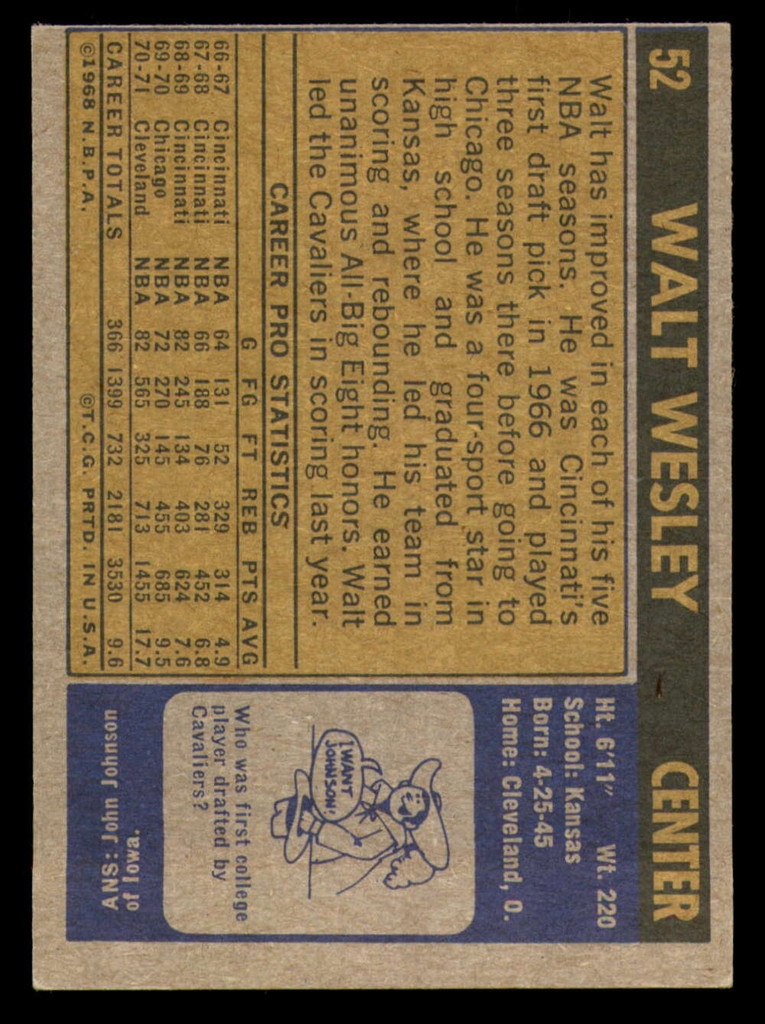 52 WALT WESLEY CENTER
Walt has improved in each of his five
NBA seasons. He was Cincinnati's
first draft pick in 1966 and played
three seasons there before going to
Chicago. He was a four-sport star in
high school and graduated from
Kansas, where he led his team in
scoring and rebounding. He earned
unanimous All-Big Eight honors. Walt
led the Cavaliers in scoring last year.
CAREER PRO STATISTICS
G FG FT REB PTS AVG
66-67 Cincinnati NBA 64 131 52 329 314 4.9
67-68 Cincinnati NBA 66 188 76 281 452 6.8
68-69 Cincinnati NBA 82 245 134 403 624 7.6
69-70 Chicago NBA 72 270 145 455 685 9.5
70-71 Cleveland NBA 82 565 325 713 1455 17.7
CAREER TOTALS 366 1399 732 2181 3530 9.6
©1968 N.B.P.A. ©T.C.G. PRTD. IN U.S.A.
Ht. 6'11" Wt. 220
School: Kansas
Born: 4-25-45
Home: Cleveland, O.
I WANT
JOHNSON!
Who was first college
player drafted by
Cavaliers?
ANS: John Johnson
of Iowa.